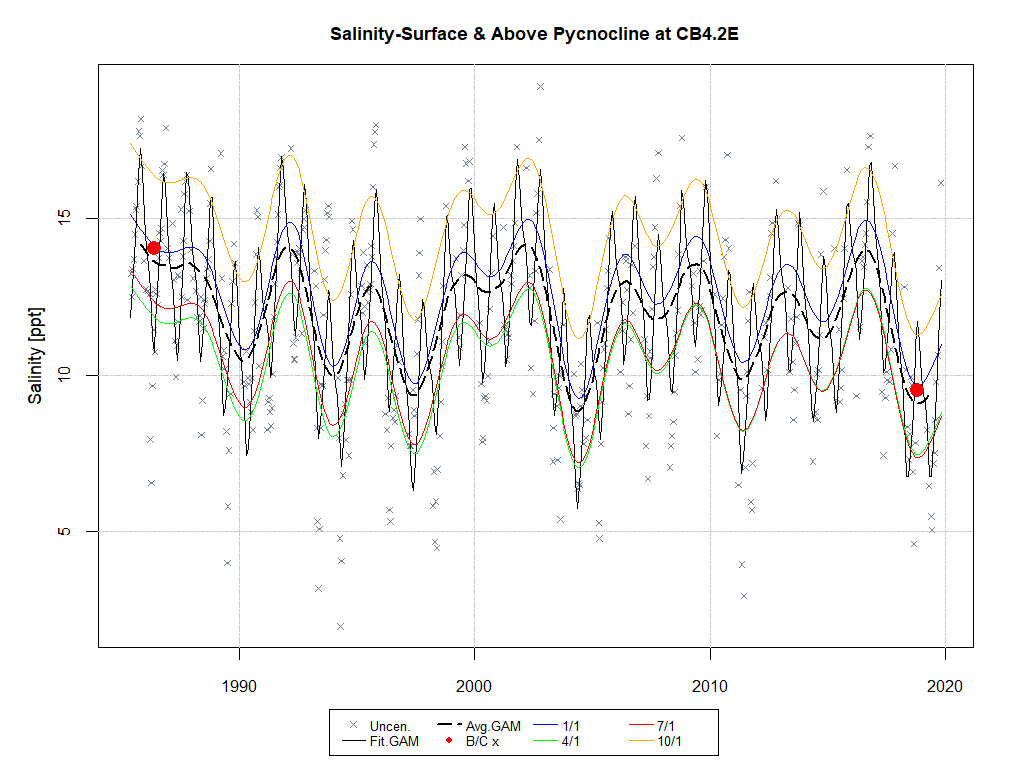 Salinity-Surface & Above Pycnocline at CB4.2E
Salinity [ppt]
15
10
5
1990 2000 2010 2020
Uncen. Avg.GAM 1/1 7/1
Fit.GAM B/C x 4/1 10/1